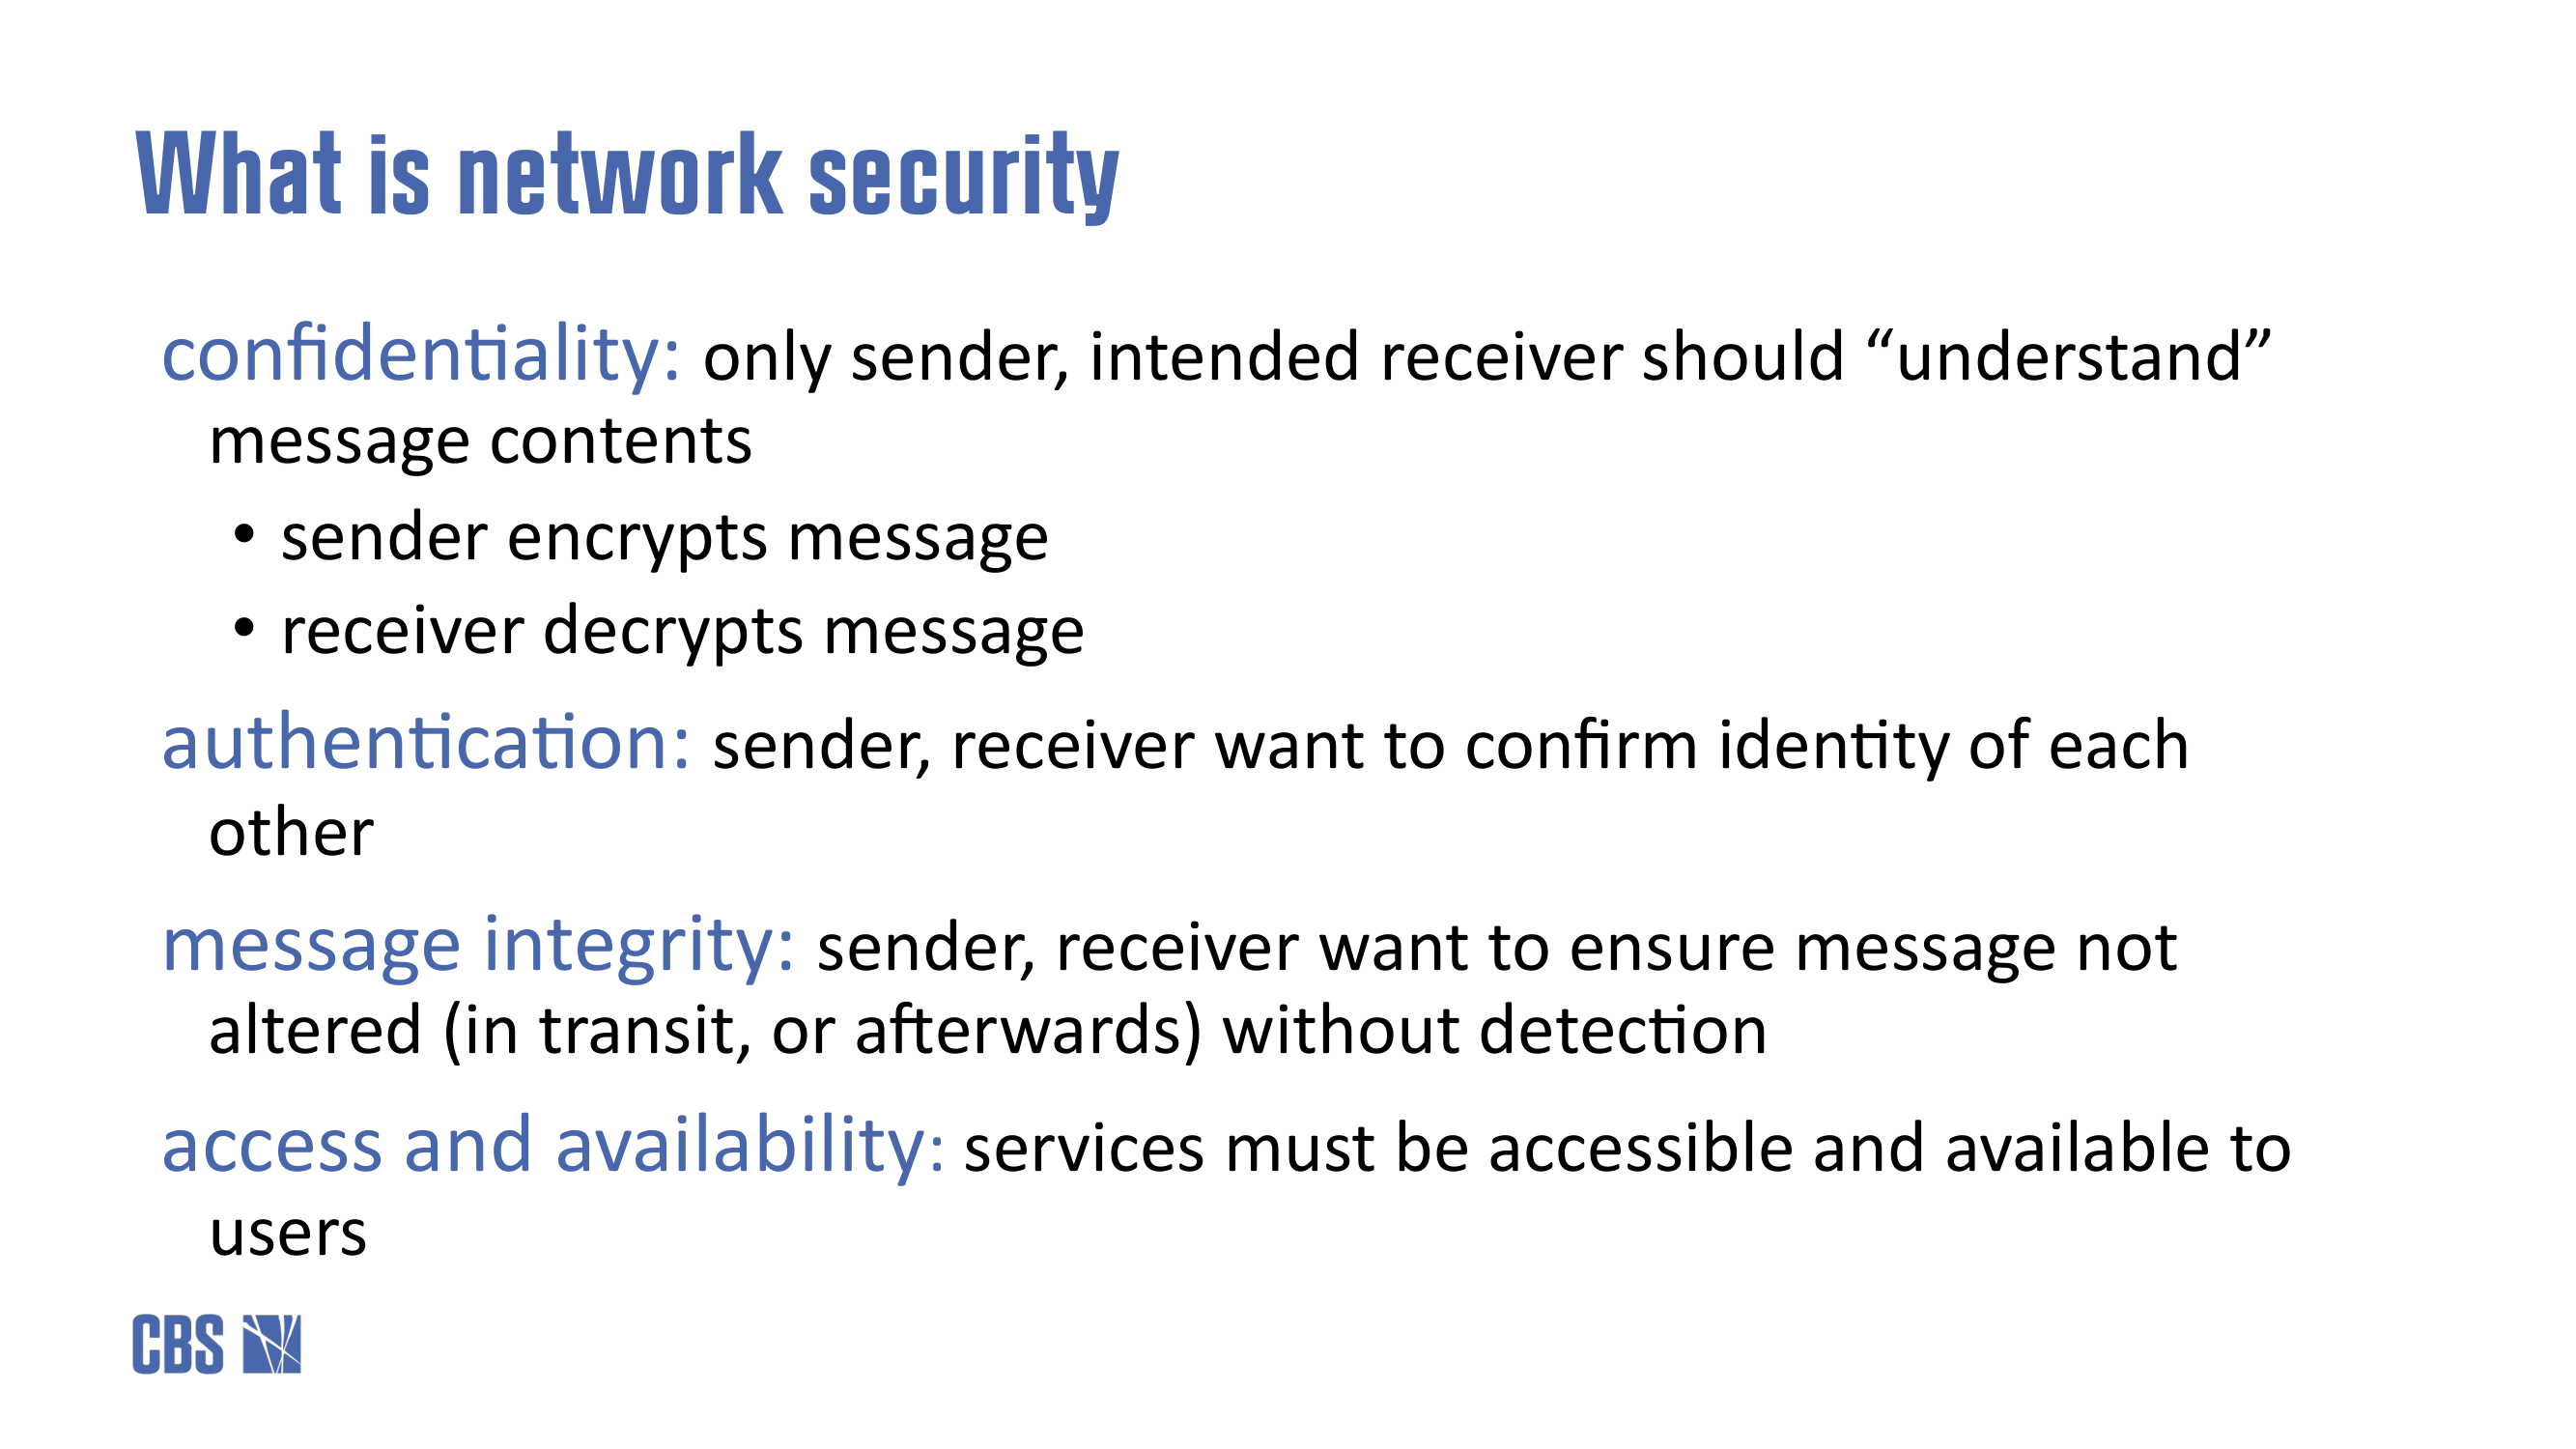 What is network security
confidentiality: only sender, intended receiver should “understand”
message contents
• sender encrypts message
• receiver decrypts message
authentication: sender, receiver want to confirm identity of each
other
message integrity: sender, receiver want to ensure message not
altered (in transit, or afterwards) without detection
access and availability: services must be accessible and available to
users
CBS